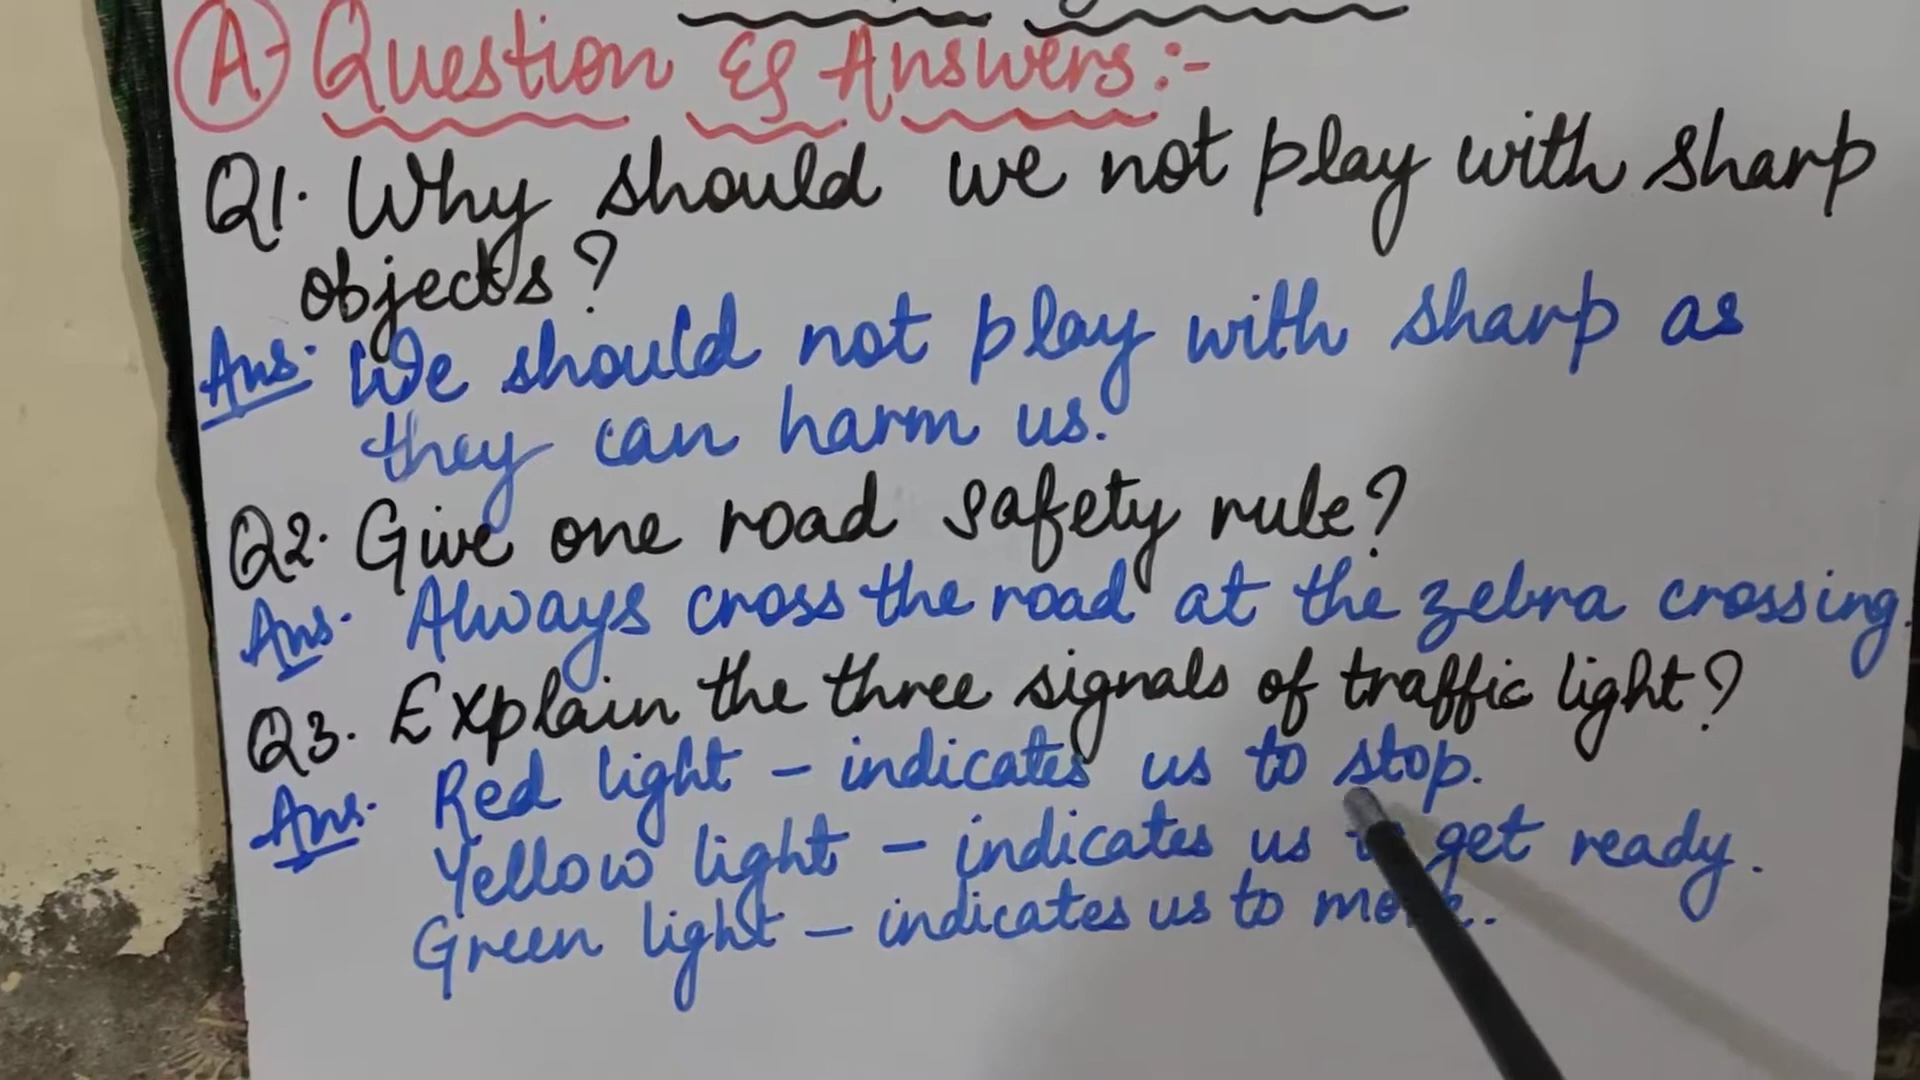 A- Question & Answers:-
Q1. Why should we not play with sharp
objects?
Ans: We should not play with sharp as
they can harm us.
Q2. Give one road safety rule?
Ans. Always cross the road at the zebra crossing.
Q3. Explain the three signals of traffic light?
Ans. Red light - indicates us to stop.
Yellow light - indicates us to get ready.
Green light - indicates us to move.